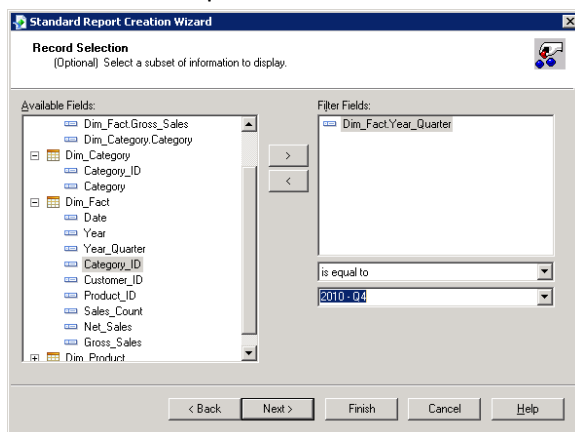 Standard Report Creation Wizard
Record Selection
(Optional) Select a subset of information to display.
Available Fields:
Dim_Fact.Gross_Sales
Dim_Category.Category
Dim_Category
Category_ID
Category
Dim_Fact
Date
Year
Year_Quarter
Category_ID
Customer_ID
Product_ID
Sales_Count
Net_Sales
Gross_Sales
Dim_Product
>
<
Filter Fields:
Dim_Fact.Year_Quarter
is equal to
2010 - Q4
< Back
Next >
Finish
Cancel
Help